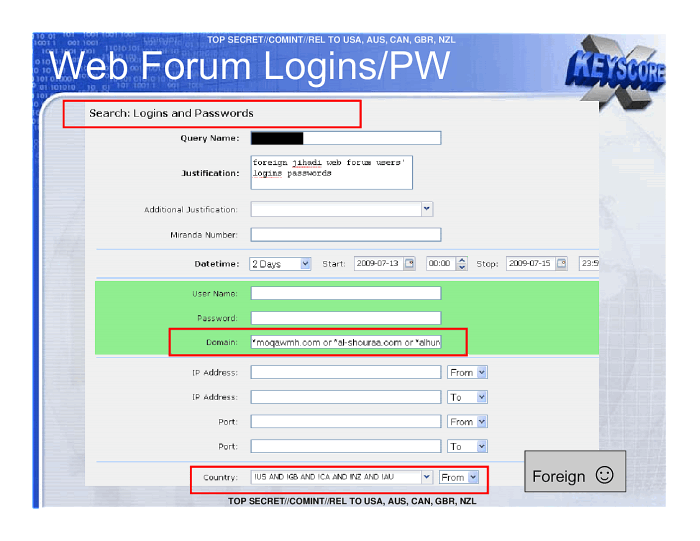 TOP SECRET//COMINT//REL TO USA, AUS, CAN, GBR, NZL
Web Forum Logins/PW
X KEYSCORE
Search: Logins and Passwords
Query Name:
Justification: foreign jihadi web forum users'
logins passwords
Additional Justification:
Miranda Number:
Datetime: 2 Days Start: 2009-07-13 00:00 Stop: 2009-07-15 23:5
User Name:
Password:
Domain: *moqawmh.com or *al-shouraa.com or *alhur
IP Address: From
IP Address: To
Port: From
Port: To
Country: !US AND !GB AND !CA AND !NZ AND !AU From
Foreign ☺
TOP SECRET//COMINT//REL TO USA, AUS, CAN, GBR, NZL